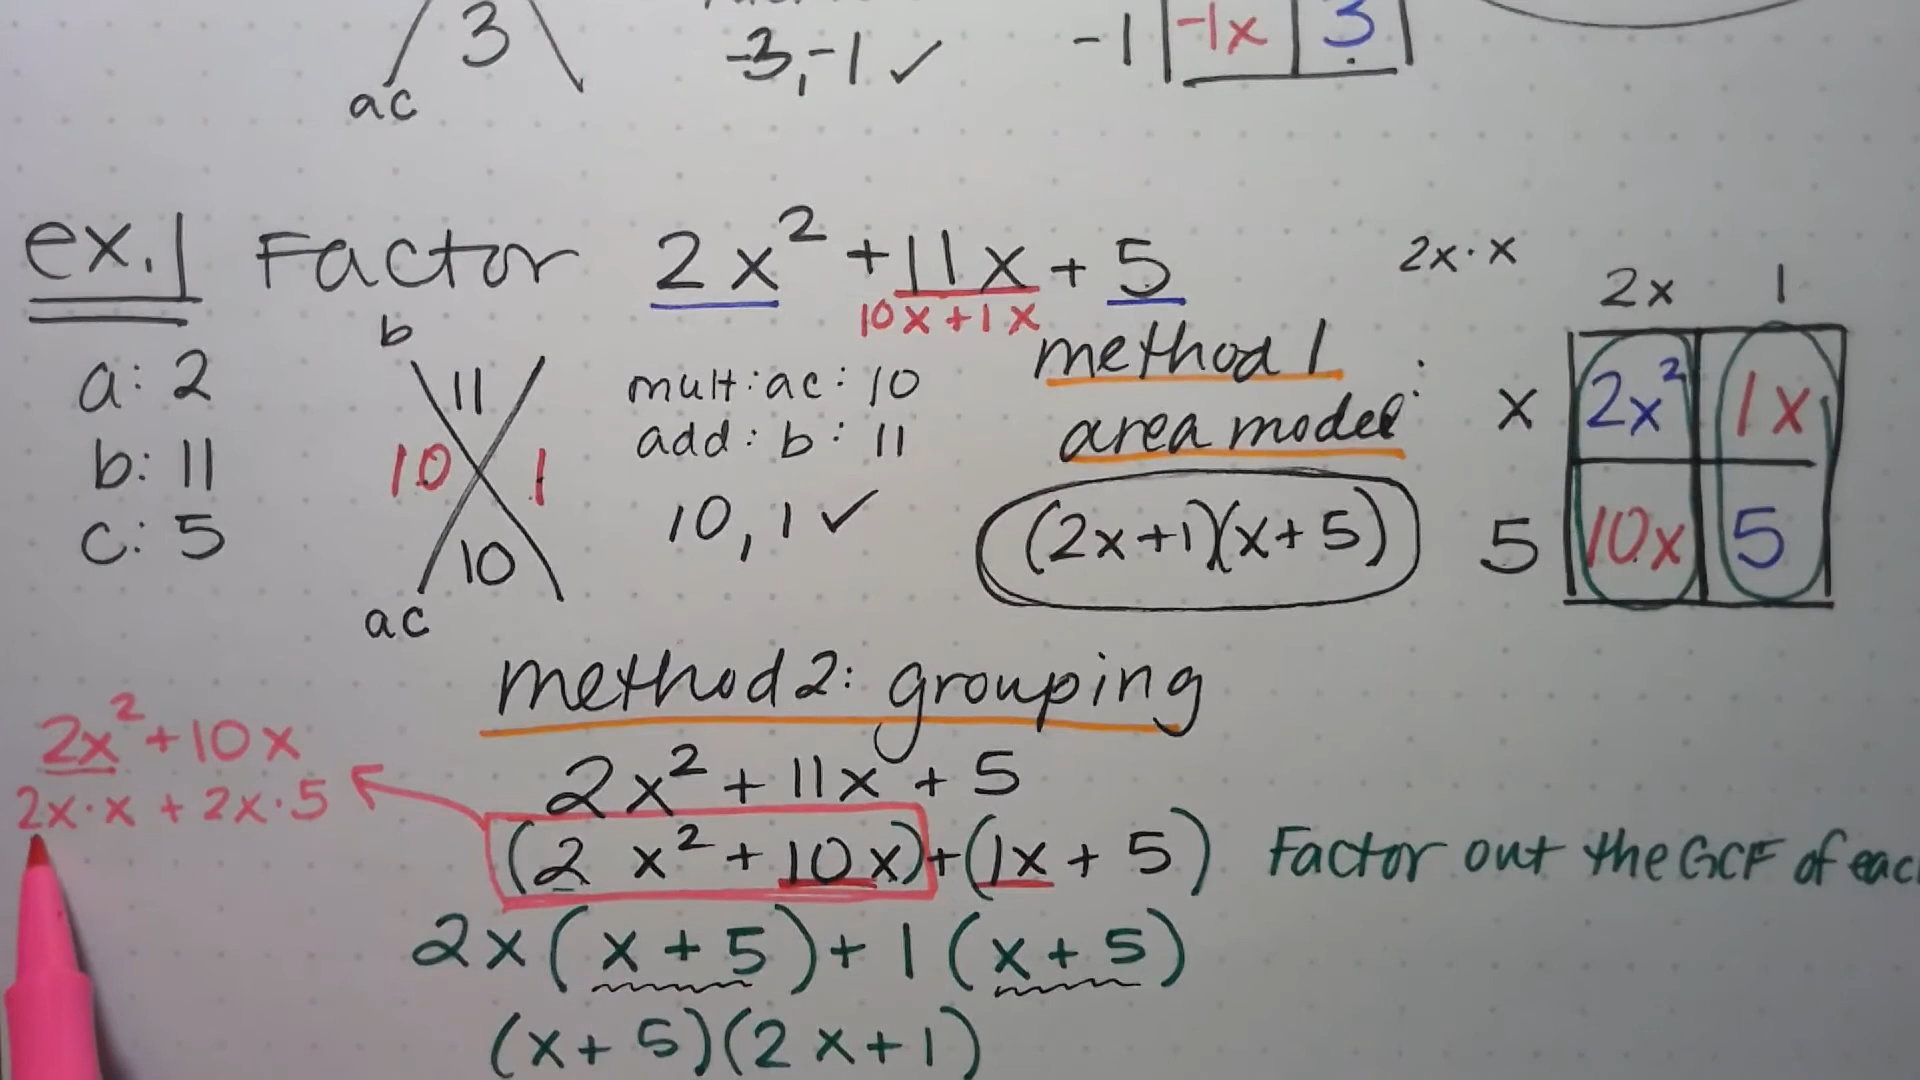 3
ac
-3, -1 ✓
-1 -1x 3
ex. 1 Factor 2x² + 11x + 5
10x + 1x
a: 2
b: 11
c: 5
b
11
10 1
10
ac
mult: ac: 10
add: b: 11
10, 1 ✓
method 1:
area model
(2x+1)(x+5)
2x·x
2x 1
x 2x² 1x
5 10x 5
method 2: grouping
2x² + 11x + 5
(2x² + 10x) + (1x + 5) Factor out the GCF of
2x(x + 5) + 1(x + 5)
(x + 5)(2x + 1)
2x² + 10x
2x·x + 2x·5